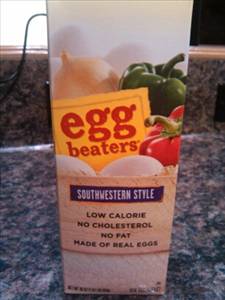 egg
beaters
SOUTHWESTERN STYLE
LOW CALORIE
NO CHOLESTEROL
NO FAT
MADE OF REAL EGGS